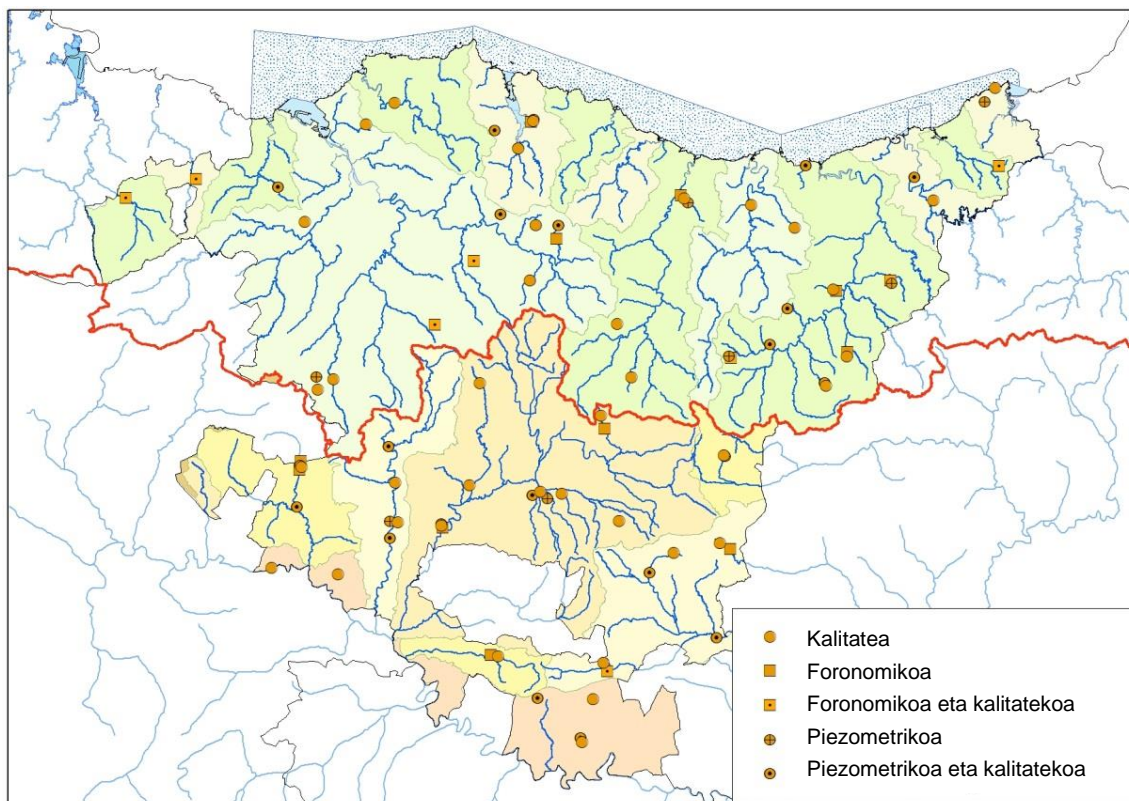 Kalitatea
Foronomikoa
Foronomikoa eta kalitatekoa
Piezometrikoa
Piezometrikoa eta kalitatekoa